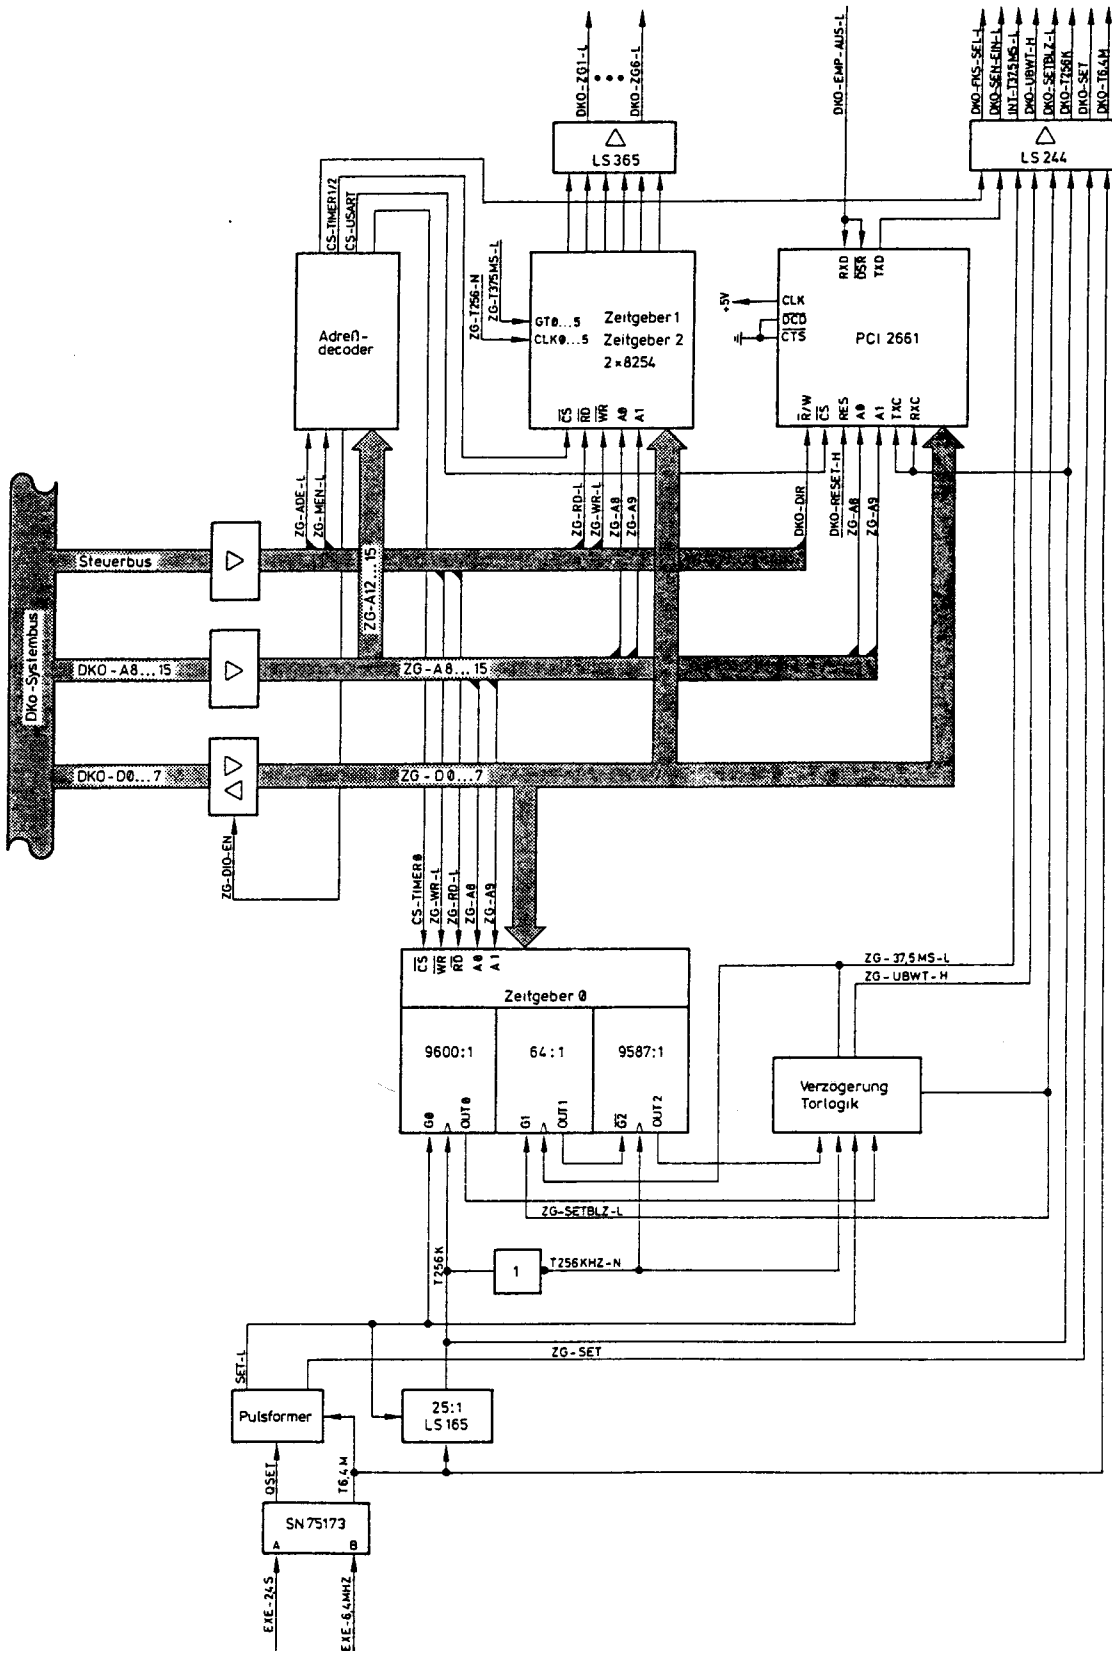 DKO-ZG1-L
DKO-ZG6-L
DKO-EMP-AUS-L
DKO-FKS-SEL-L
DKO-SEN-EIN-L
INT-T37,5MS-L
DKO-UBWT-H
DKO-SETBLZ-L
DKO-T256K
DKO-SET
DKO-T6,4M
LS 365
LS 244
CS-TIMER1/2
CS-USART
ZG-T256-N
ZG-T375MS-L
Adreß-
decoder
GT0...5
CLK0...5
Zeitgeber 1
Zeitgeber 2
2×8254
CS
RD
WR
A0
A1
+5V
RXD
DSR
TXD
CLK
DCD
CTS
PCI 2661
R/W
CS
RES
A0
A1
TXC
RXC
ZG-ADE-L
ZG-MEN-L
ZG-RD-L
ZG-WR-L
ZG-A8
ZG-A9
DKO-DIR
DKO-RESET-H
ZG-A8
ZG-A9
DKo-Systembus
Steuerbus
ZG-A12...15
DKO-A8...15
ZG-A8...15
DKO-D0...7
ZG-D0...7
ZG-DIO-EN
CS-TIMER0
ZG-WR-L
ZG-RD-L
ZG-A8
ZG-A9
CS
WR
RD
A0
A1
Zeitgeber 0
9600:1
64:1
9587:1
G0
OUT0
G1
OUT1
G2
OUT2
ZG-37,5MS-L
ZG-UBWT-H
Verzögerung
Torlogik
ZG-SETBLZ-L
T256K
1
T256KHZ-N
SET-L
ZG-SET
Pulsformer
25:1
LS 165
QSET
T6,4M
SN 75173
A
B
EXE-2,4S
EXE-6,4MHZ